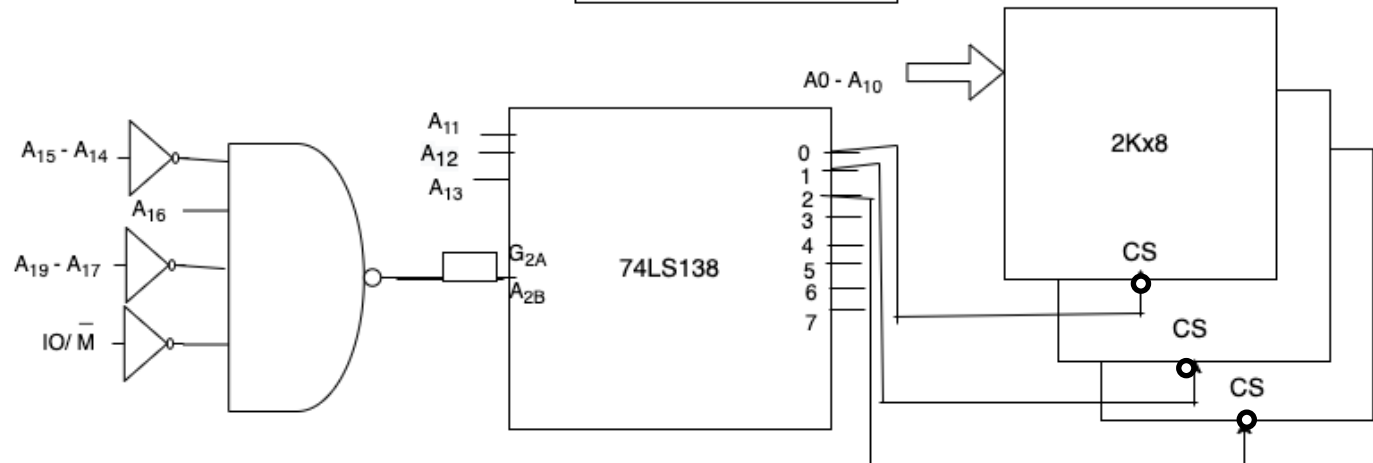 A0 - A₁₀
2Kx8
CS
CS
CS
A₁₅ - A₁₄
A₁₆
A₁₉ - A₁₇
IO/ M̅
A₁₁
A₁₂
A₁₃
G₂A
A₂B
74LS138
0
1
2
3
4
5
6
7